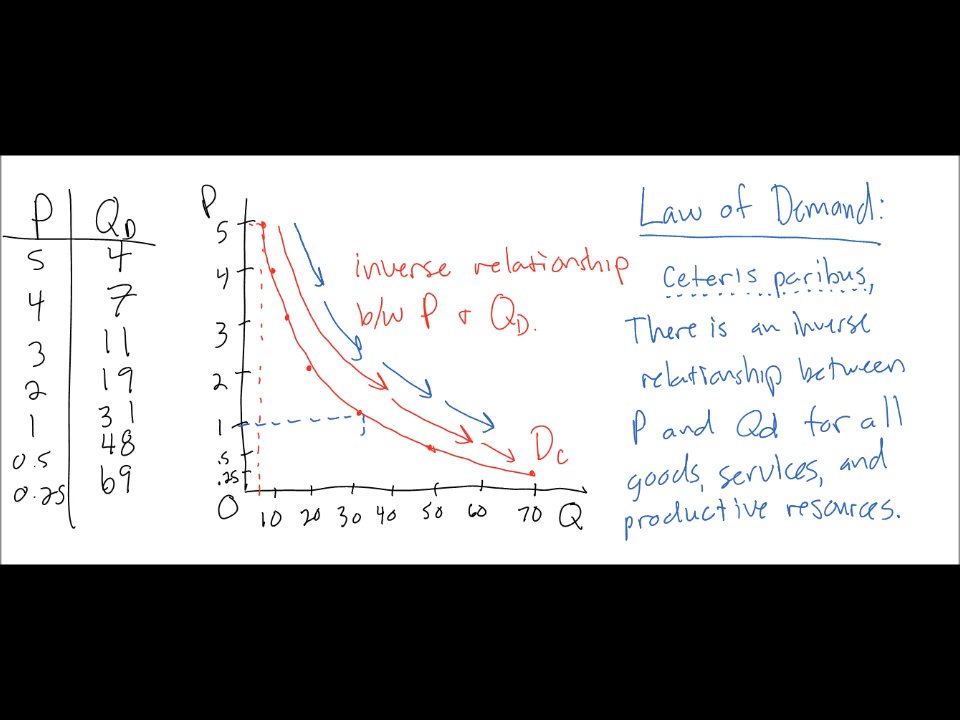 P QD
5 4
4 7
3 11
2 19
1 31
0.5 48
0.25 69
P
5
4
3
2
1
.5
.25
0
10 20 30 40 50 60 70 Q
inverse relationship
b/w P & QD.
Dc
Law of Demand:
Ceteris paribus,
There is an inverse
relationship between
P and Qd for all
goods, services, and
productive resources.